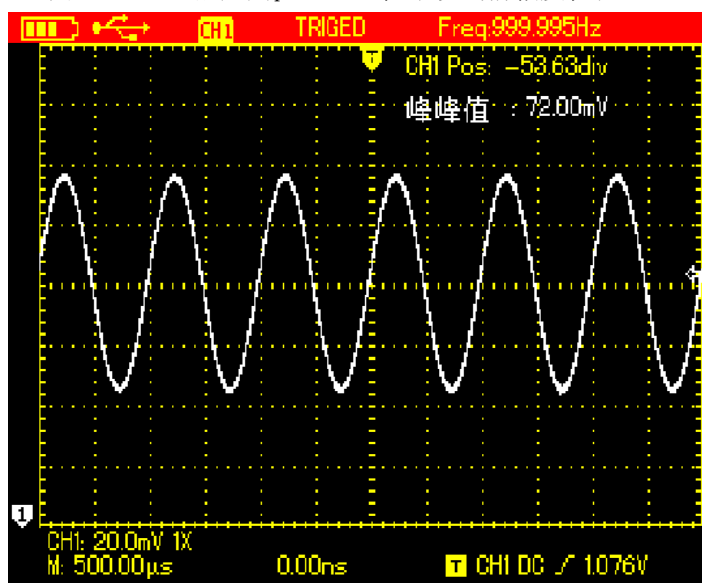 CH1 TRIGED Freq:999.995Hz
T
CH1 Pos: -53.63div
峰峰值 : 72.00mV
1
CH1: 20.0mV 1X
M: 500.00μs 0.00ns T CH1 DC 1.076V